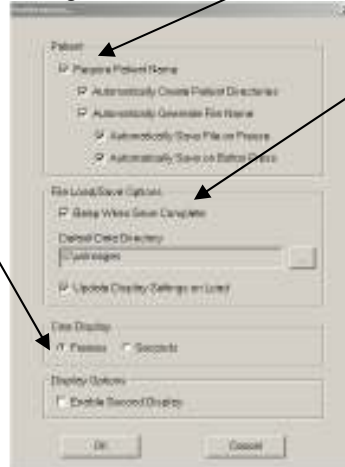 Patient
Require Patient Name
Automatically Create Patient Directories
Automatically Generate File Name
Automatically Save File on Freeze
Automatically Save on Button Press
File Load/Save Options
Beep When Save Complete
Default Data Directory
...
Update Display Settings on Load
Cine Display
Frames Seconds
Display Options
Enable Second Display
OK Cancel